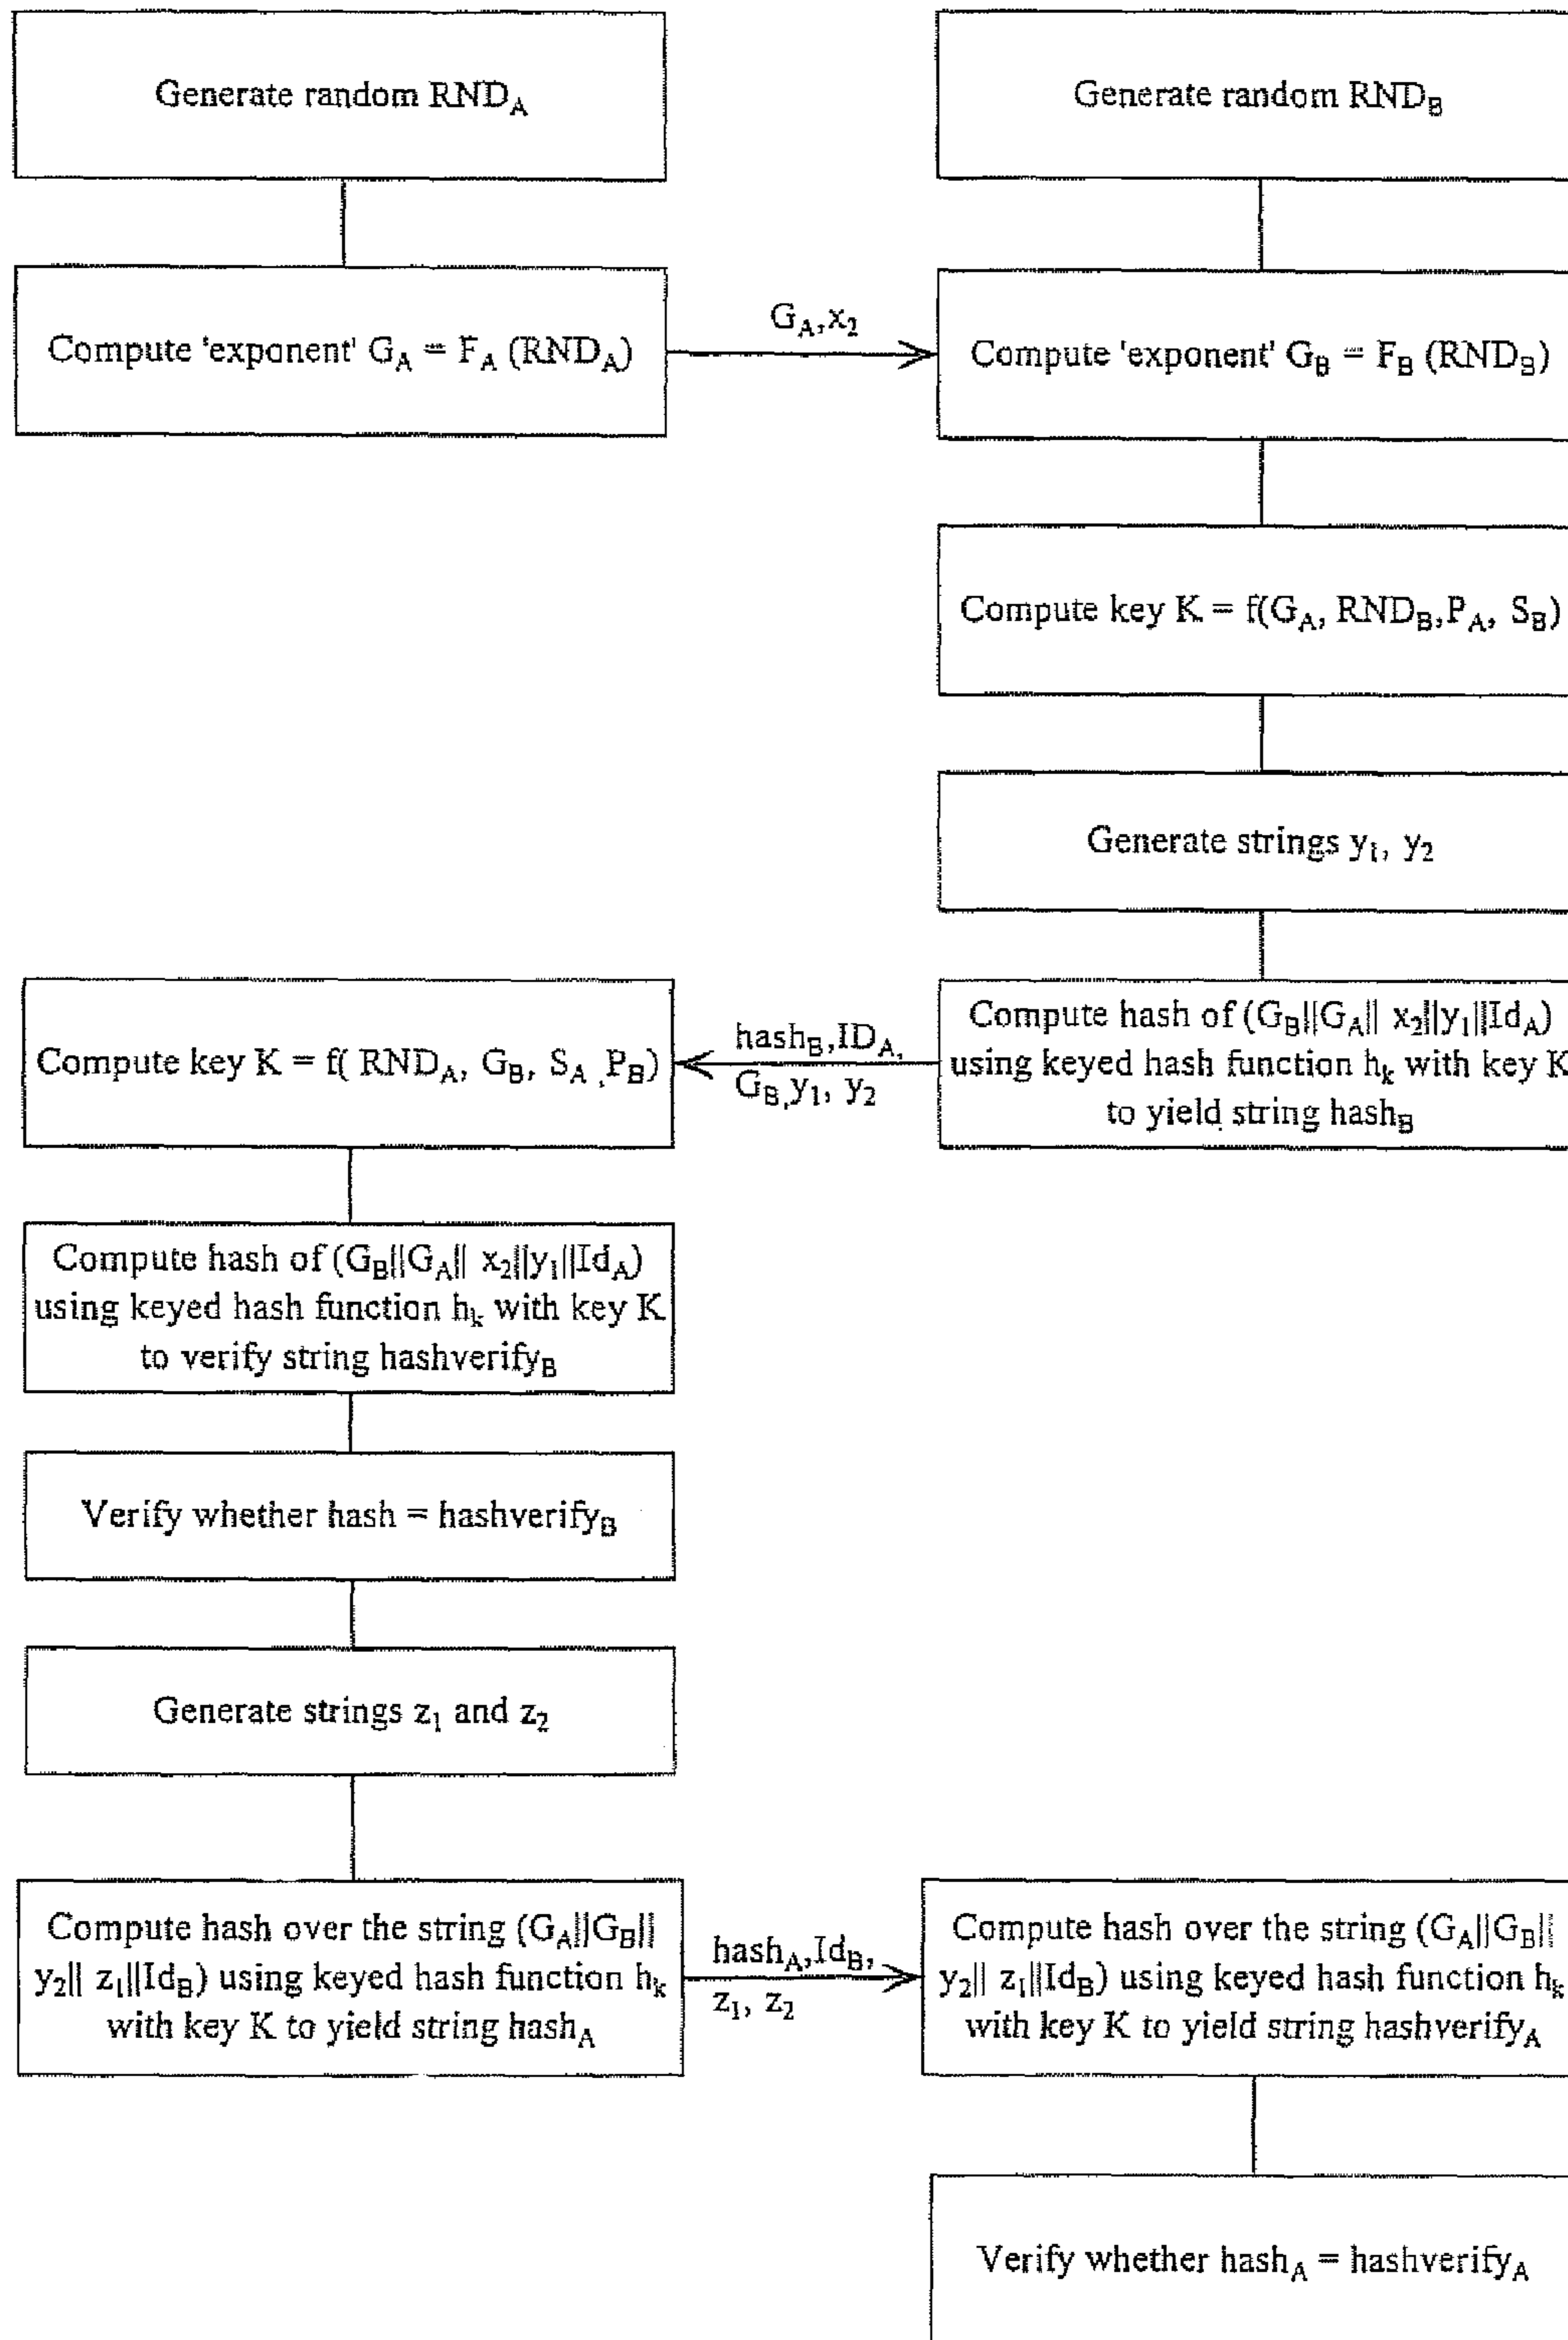 Generate random RND_A
Generate random RND_B
Compute 'exponent' G_A = F_A (RND_A)
G_A,x_2
Compute 'exponent' G_B = F_B (RND_B)
Compute key K = f(G_A, RND_B,P_A, S_B)
Generate strings y_1, y_2
Compute hash of (G_B||G_A|| x_2||y_1||Id_A)
using keyed hash function h_k with key K
to yield string hash_B
hash_B,ID_A,
G_B,y_1, y_2
Compute key K = f( RND_A, G_B, S_A ,P_B)
Compute hash of (G_B||G_A|| x_2||y_1||Id_A)
using keyed hash function h_k with key K
to verify string hashverify_B
Verify whether hash = hashverify_B
Generate strings z_1 and z_2
Compute hash over the string (G_A||G_B||
y_2|| z_1||Id_B) using keyed hash function h_k
with key K to yield string hash_A
hash_A,Id_B,
z_1, z_2
Compute hash over the string (G_A||G_B||
y_2|| z_1||Id_B) using keyed hash function h_k
with key K to yield string hashverify_A
Verify whether hash_A = hashverify_A